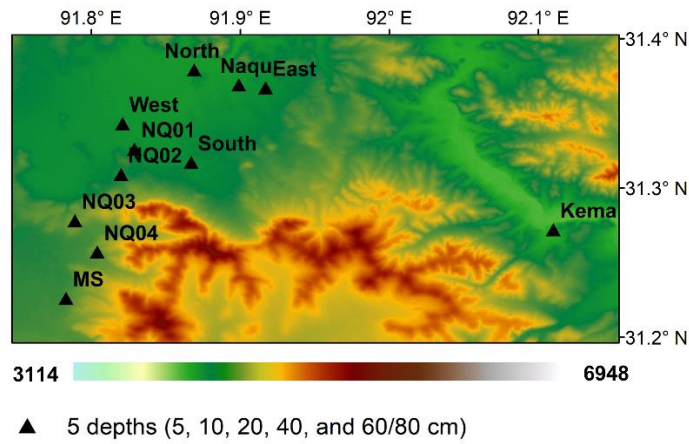 91.8° E 91.9° E 92° E 92.1° E
31.4° N
North
Naqu East
West
NQ01
South
NQ02
31.3° N
NQ03
Kema
NQ04
MS
31.2° N
3114 6948
▲ 5 depths (5, 10, 20, 40, and 60/80 cm)